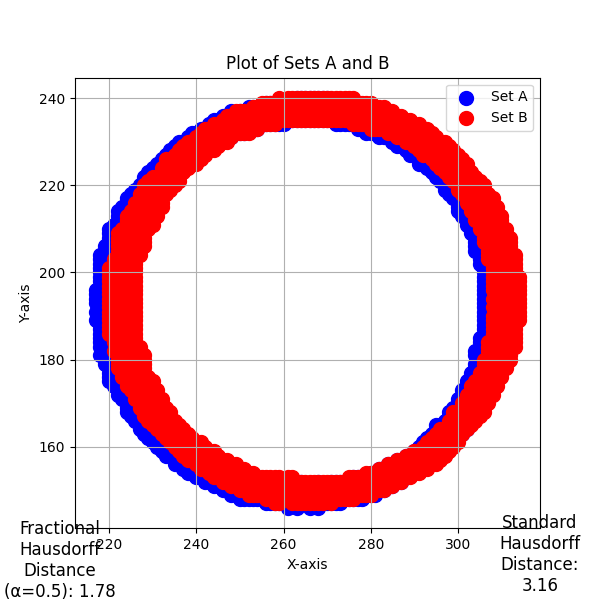 Plot of Sets A and B
Set A
Set B
240
220
200
180
160
Y-axis
220
240
260
280
300
X-axis
Fractional
Hausdorff
Distance
(α=0.5): 1.78
Standard
Hausdorff
Distance:
3.16